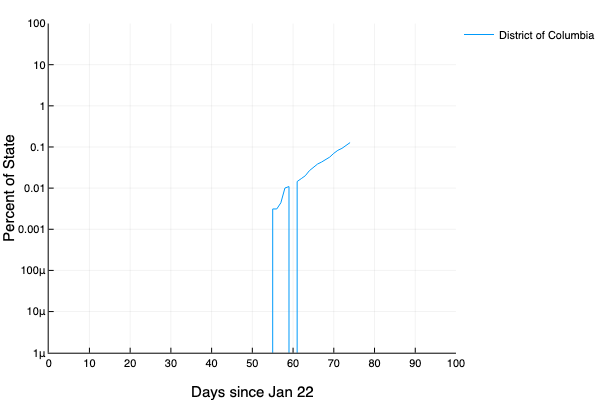 100
10
1
0.1
0.01
0.001
100μ
10μ
1μ
Percent of State
0 10 20 30 40 50 60 70 80 90 100
Days since Jan 22
District of Columbia